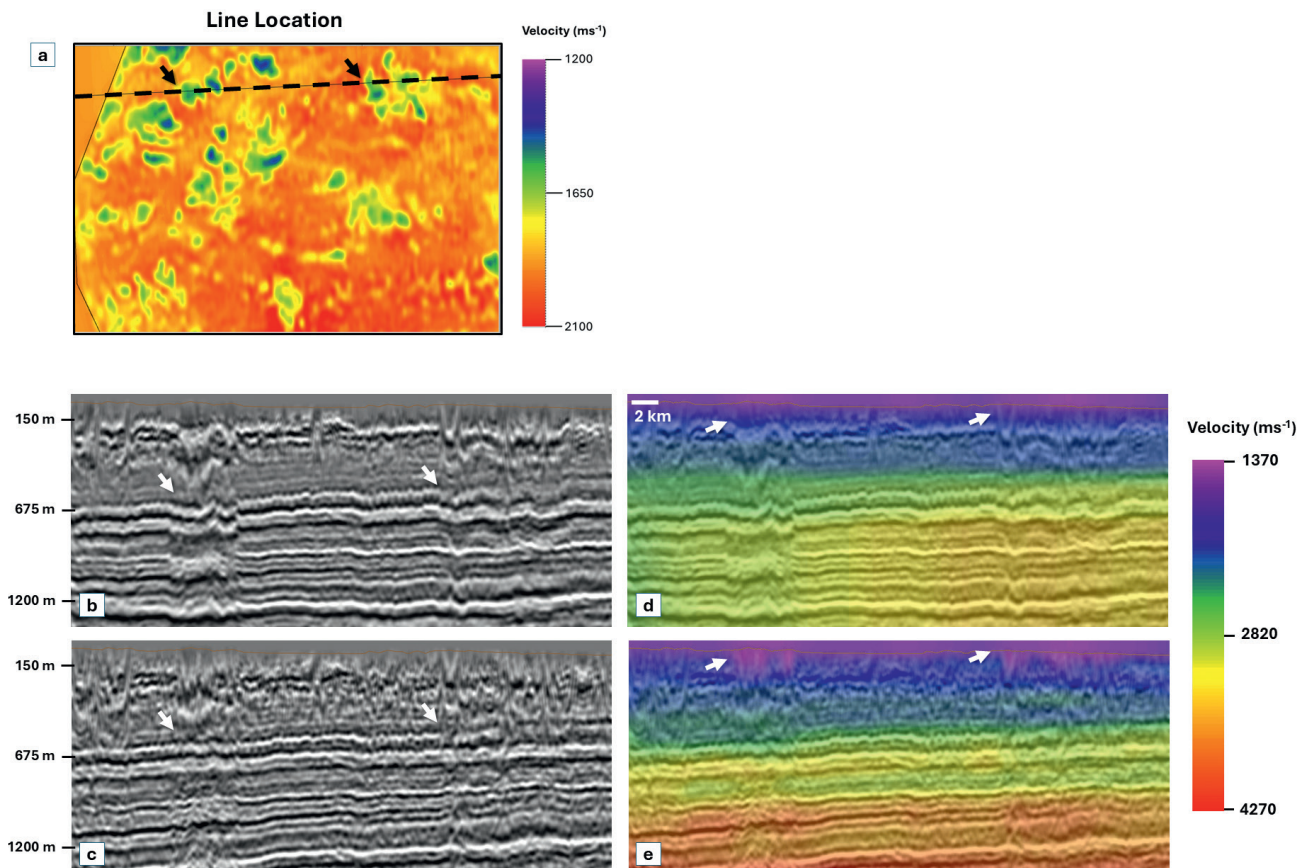 Line Location
Velocity (ms⁻¹)
a
1200
1650
2100
150 m
675 m
1200 m
b
2 km
d
Velocity (ms⁻¹)
1370
2820
4270
150 m
675 m
1200 m
c
e